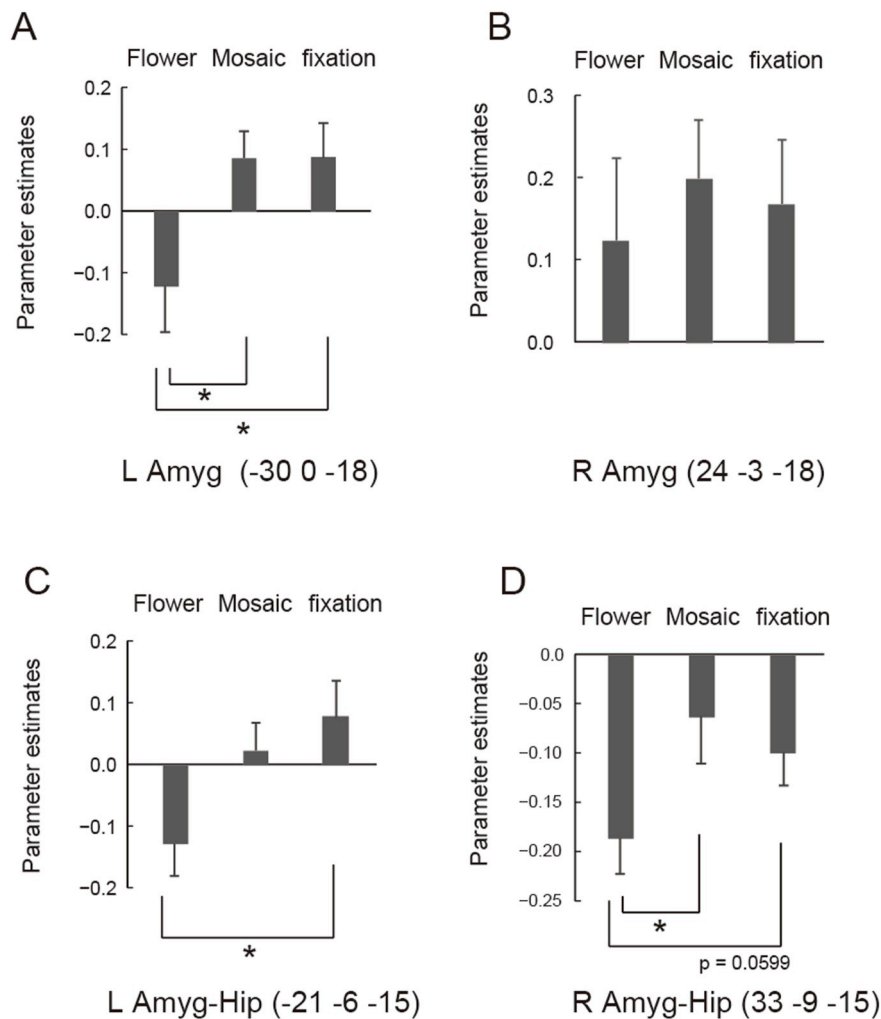 A
Flower Mosaic fixation
Parameter estimates
0.2
0.1
0.0
−0.1
−0.2
*
*
L Amyg (-30 0 -18)
B
Flower Mosaic fixation
Parameter estimates
0.3
0.2
0.1
0.0
R Amyg (24 -3 -18)
C
Flower Mosaic fixation
Parameter estimates
0.2
0.1
0.0
−0.1
−0.2
*
L Amyg-Hip (-21 -6 -15)
D
Flower Mosaic fixation
Parameter estimates
0.0
−0.05
−0.10
−0.15
−0.20
−0.25
*
p = 0.0599
R Amyg-Hip (33 -9 -15)